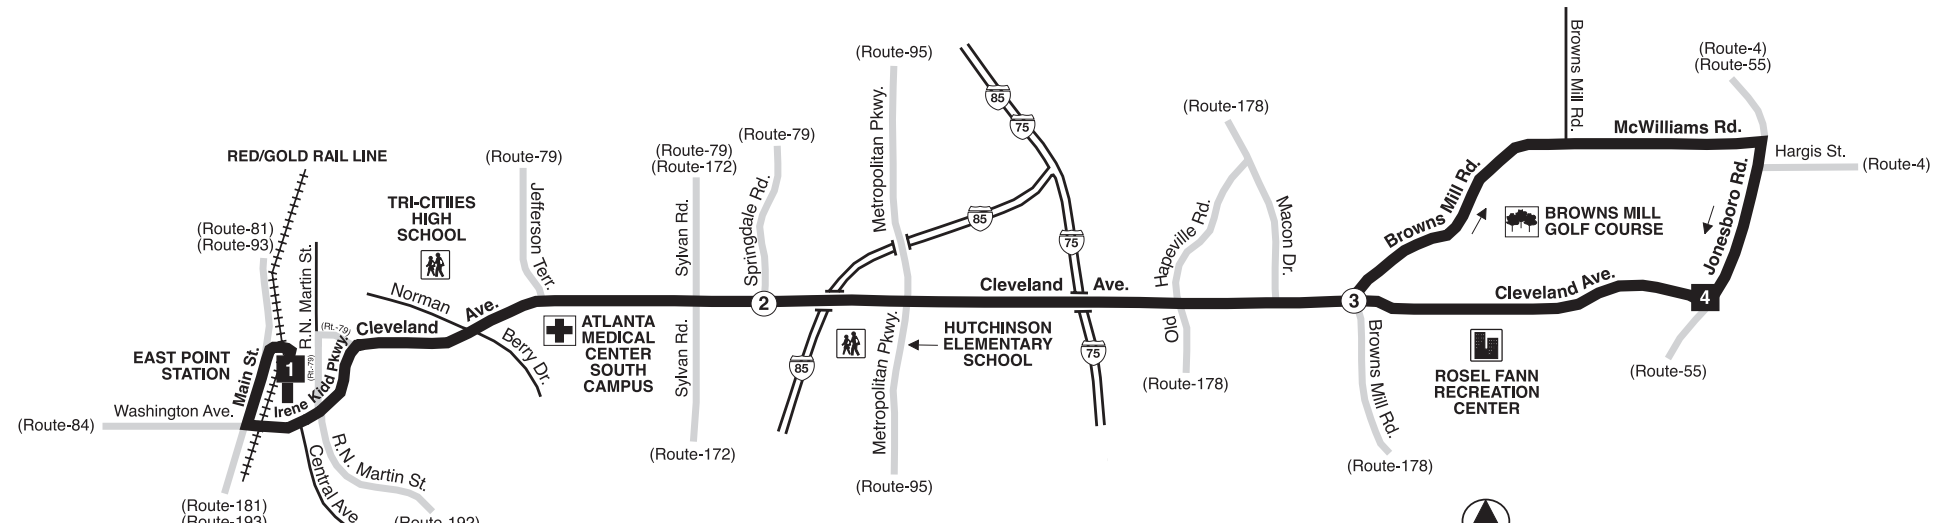 (Route-95)
85
75
Browns Mill Rd.
(Route-4)
(Route-55)
(Route-178)
McWilliams Rd.
Metropolitan Pkwy.
RED/GOLD RAIL LINE
(Route-79)
(Route-79)
(Route-172)
(Route-79)
Hargis St.
(Route-4)
Jonesboro Rd.
TRI-CITIIES
HIGH
SCHOOL
Jefferson Terr.
Sylvan Rd.
Springdale Rd.
85
75
Hapeville Rd.
Old
Macon Dr.
Browns Mill Rd.
BROWNS MILL
GOLF COURSE
(Route-81)
(Route-93)
R.N. Martin St.
Norman
Berry Dr.
Cleveland
Ave.
2
Cleveland
Ave.
3
Cleveland Ave.
4
(Rt.-79)
(Rt.-79)
EAST POINT
STATION
1
Main St.
Irene Kidd Pkwy.
ATLANTA
MEDICAL
CENTER
SOUTH
CAMPUS
Sylvan Rd.
85
Metropolitan Pkwy.
HUTCHINSON
ELEMENTARY
SCHOOL
75
(Route-178)
Browns Mill Rd.
ROSEL FANN
RECREATION
CENTER
(Route-55)
Washington Ave.
(Route-84)
R.N. Martin St.
Central Ave
(Route-172)
(Route-95)
(Route-178)
(Route-181)
(Route-193)
(Route-192)